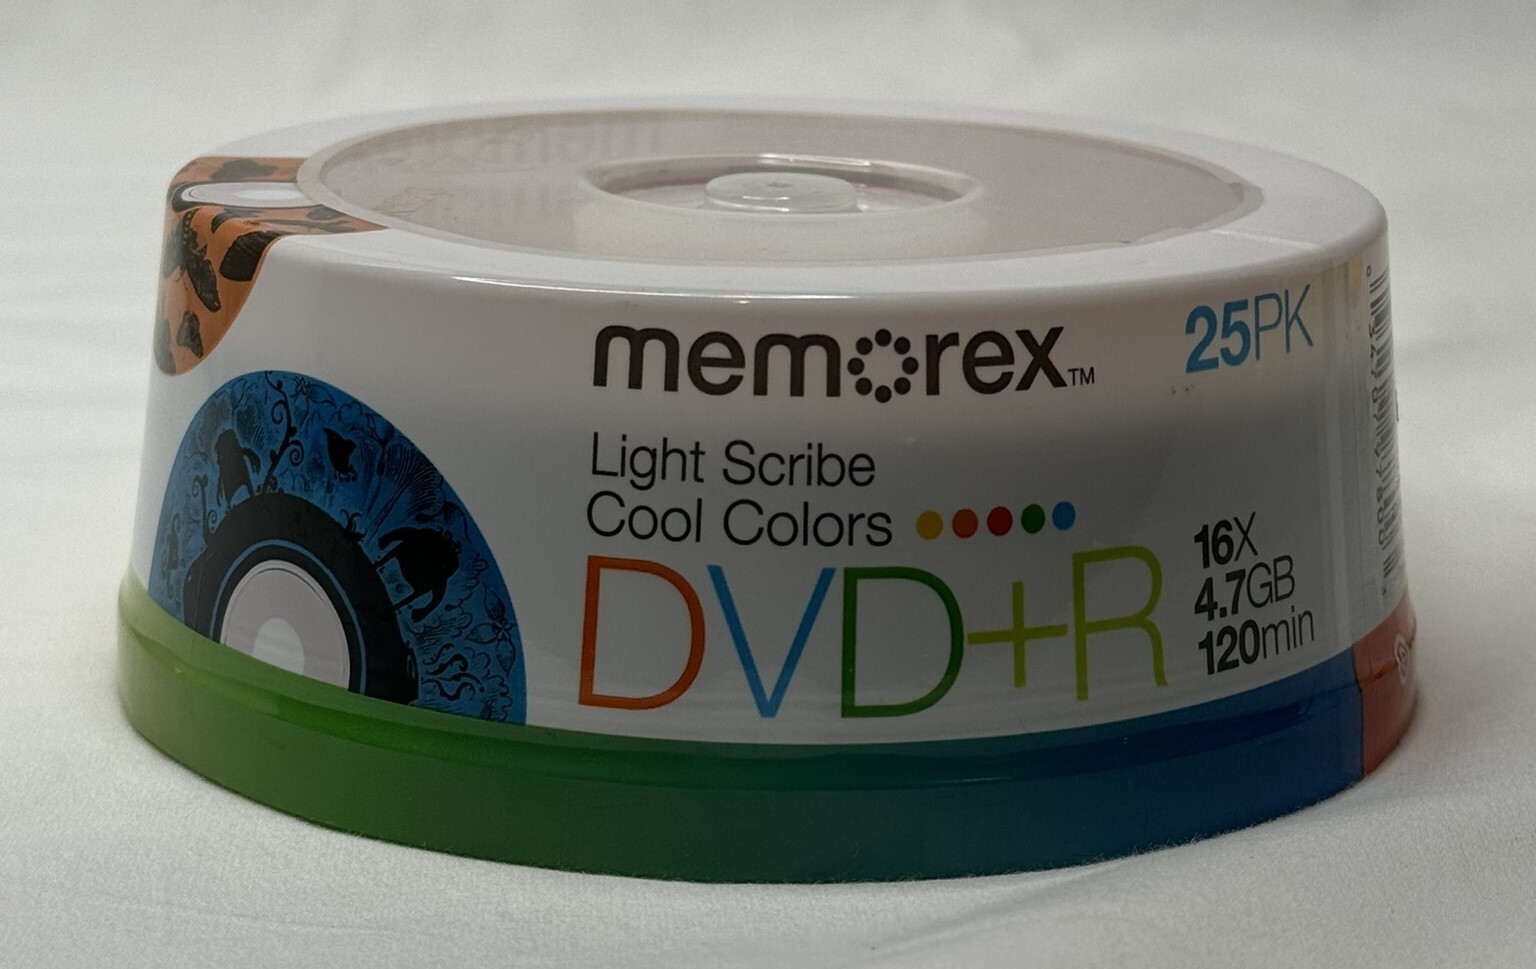 memorex™
25PK
Light Scribe
Cool Colors
DVD+R
16X
4.7GB
120min